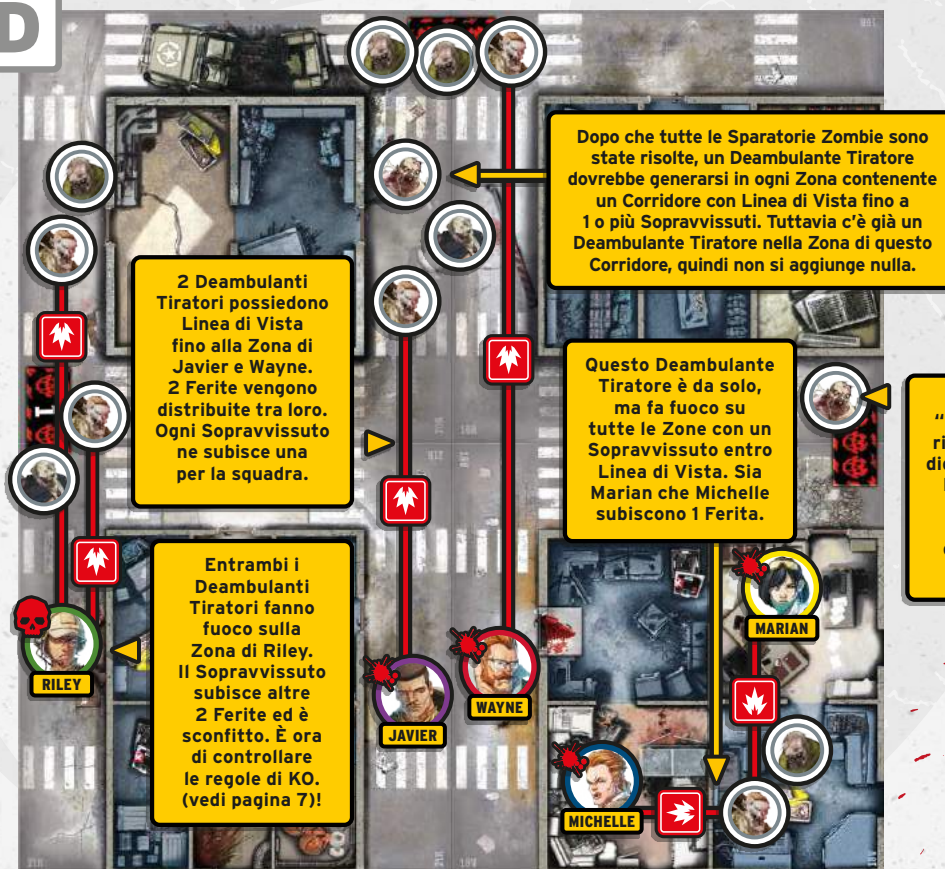 D
Dopo che tutte le Sparatorie Zombie sono
state risolte, un Deambulante Tiratore
dovrebbe generarsi in ogni Zona contenente
un Corridore con Linea di Vista fino a
1 o più Sopravvissuti. Tuttavia c'è già un
Deambulante Tiratore nella Zona di questo
Corridore, quindi non si aggiunge nulla.
2 Deambulanti
Tiratori possiedono
Linea di Vista
fino alla Zona di
Javier e Wayne.
2 Ferite vengono
distribuite tra loro.
Ogni Sopravvissuto
ne subisce una
per la squadra.
Questo Deambulante
Tiratore è da solo,
ma fa fuoco su
tutte le Zone con un
Sopravvissuto entro
Linea di Vista. Sia
Marian che Michelle
subiscono 1 Ferita.
Entrambi i
Deambulanti
Tiratori fanno
fuoco sulla
Zona di Riley.
Il Sopravvissuto
subisce altre
2 Ferite ed è
sconfitto. È ora
di controllare
le regole di KO.
(vedi pagina 7)!
RILEY
JAVIER
WAYNE
MARIAN
MICHELLE